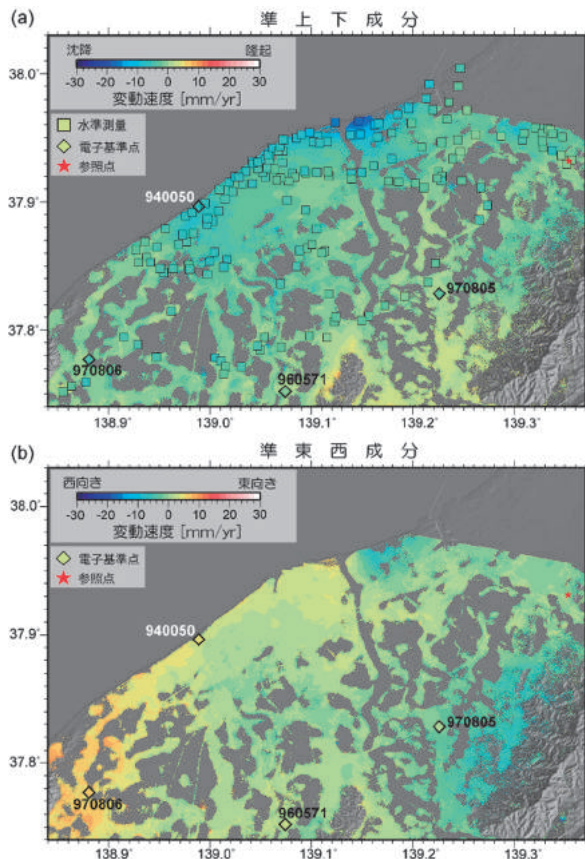 (a) 準上下成分
沈降 隆起
-30 -20 -10 0 10 20 30
変動速度 [mm/yr]
水準測量
電子基準点
参照点
38.0°
37.9°
37.8°
940050
970805
970806
960571
138.9° 139.0° 139.1° 139.2° 139.3°
(b) 準東西成分
西向き 東向き
-30 -20 -10 0 10 20 30
変動速度 [mm/yr]
電子基準点
参照点
38.0°
37.9°
37.8°
940050
970805
970806
960571
138.9° 139.0° 139.1° 139.2° 139.3°